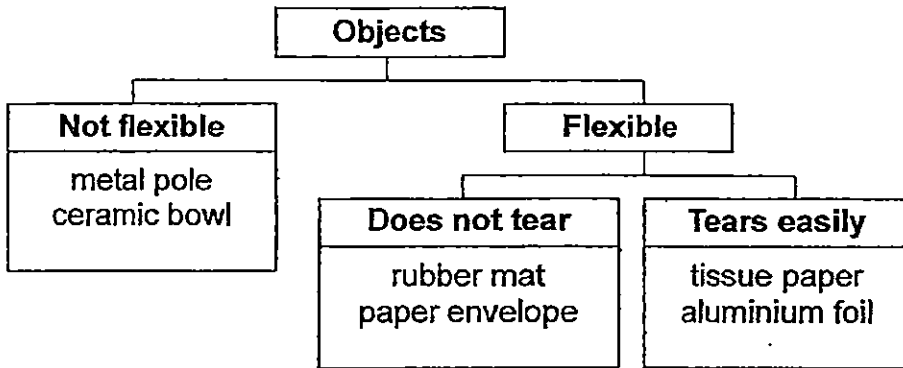 Objects
Not flexible
metal pole
ceramic bowl
Flexible
Does not tear
rubber mat
paper envelope
Tears easily
tissue paper
aluminium foil